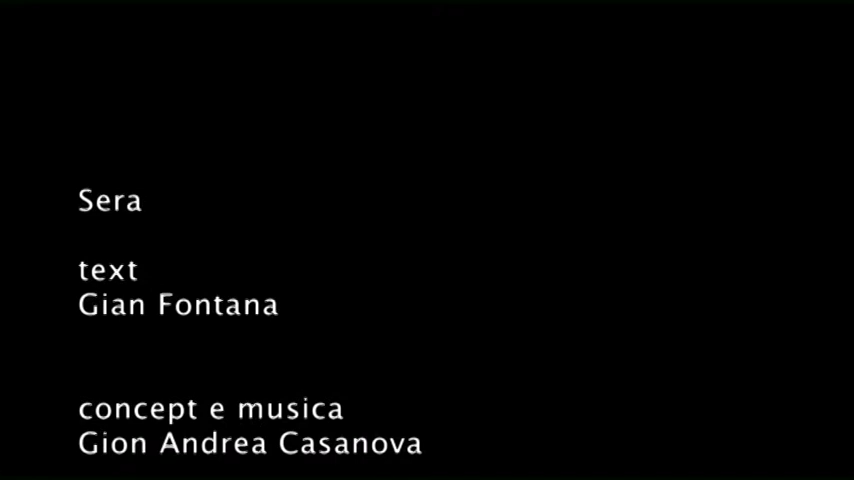 Sera
text
Gian Fontana
concept e musica
Gion Andrea Casanova